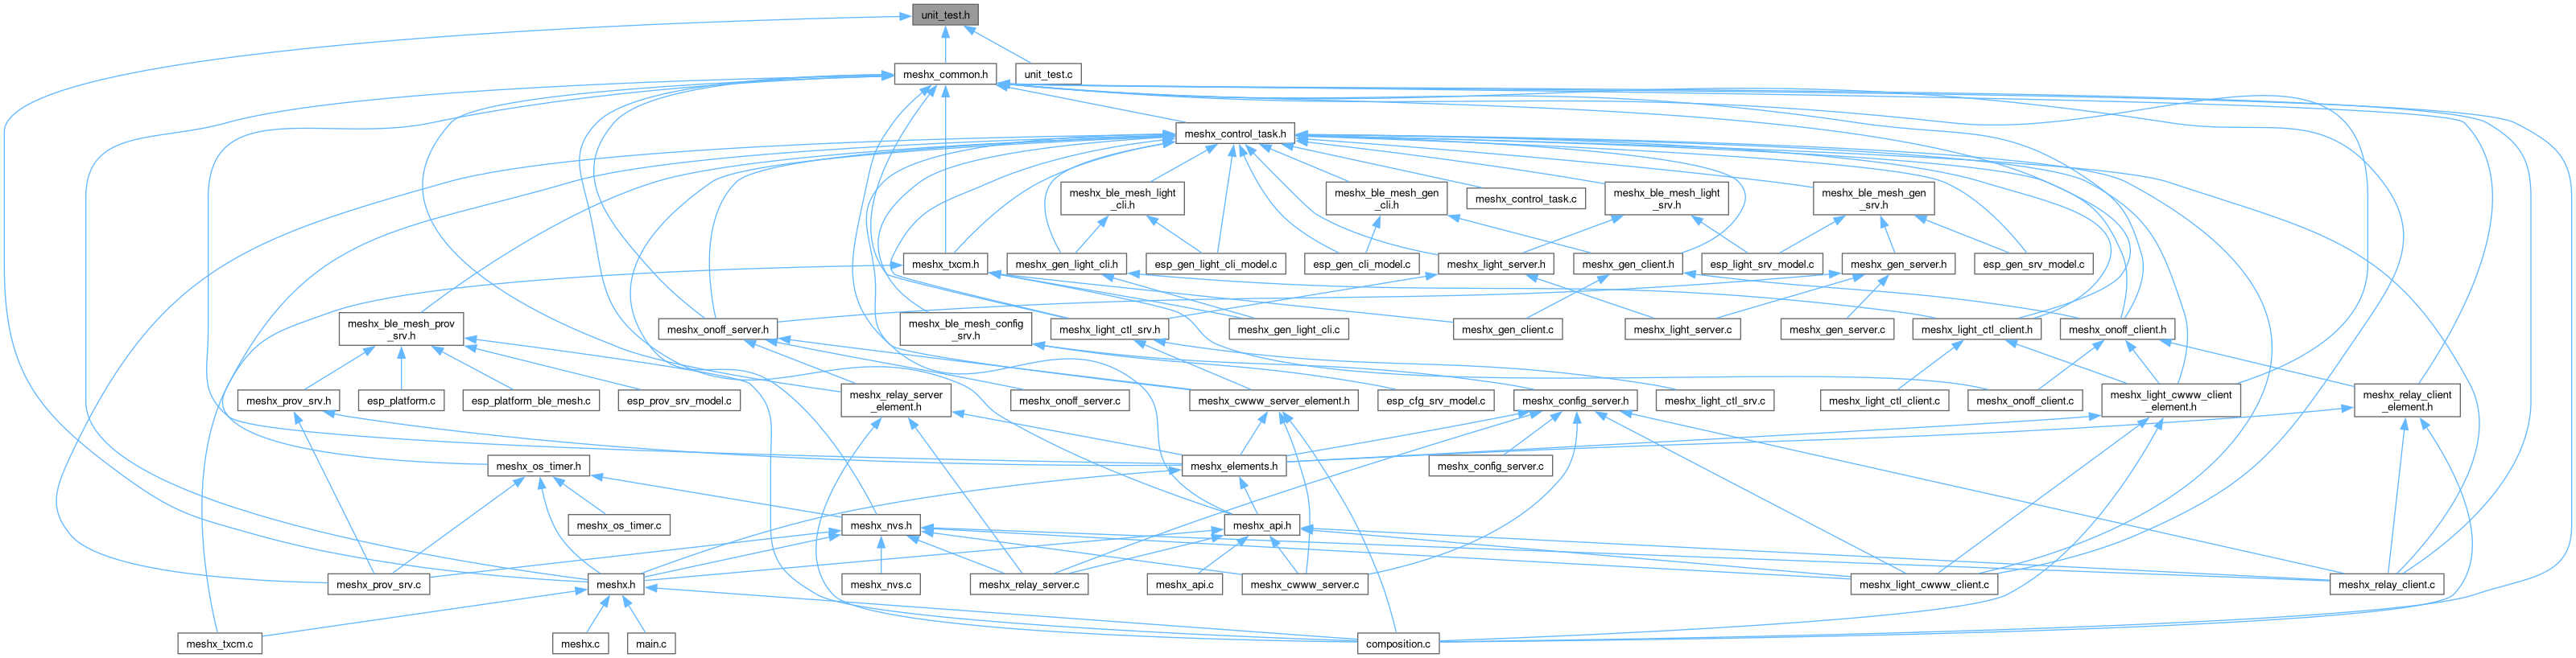 unit_test.h
meshx_common.h
unit_test.c
meshx_control_task.h
meshx_ble_mesh_light
_cli.h
meshx_ble_mesh_gen
_cli.h
meshx_control_task.c
meshx_ble_mesh_light
_srv.h
meshx_ble_mesh_gen
_srv.h
meshx_txcm.h
meshx_gen_light_cli.h
esp_gen_light_cli_model.c
esp_gen_cli_model.c
meshx_light_server.h
meshx_gen_client.h
esp_light_srv_model.c
meshx_gen_server.h
esp_gen_srv_model.c
meshx_ble_mesh_prov
_srv.h
meshx_onoff_server.h
meshx_ble_mesh_config
_srv.h
meshx_light_ctl_srv.h
meshx_gen_light_cli.c
meshx_gen_client.c
meshx_light_server.c
meshx_gen_server.c
meshx_light_ctl_client.h
meshx_onoff_client.h
meshx_prov_srv.h
esp_platform.c
esp_platform_ble_mesh.c
esp_prov_srv_model.c
meshx_relay_server
_element.h
meshx_onoff_server.c
meshx_cwww_server_element.h
esp_cfg_srv_model.c
meshx_config_server.h
meshx_light_ctl_srv.c
meshx_light_ctl_client.c
meshx_onoff_client.c
meshx_light_cwww_client
_element.h
meshx_relay_client
_element.h
meshx_os_timer.h
meshx_elements.h
meshx_config_server.c
meshx_os_timer.c
meshx_nvs.h
meshx_api.h
meshx_prov_srv.c
meshx.h
meshx_nvs.c
meshx_relay_server.c
meshx_api.c
meshx_cwww_server.c
meshx_light_cwww_client.c
meshx_relay_client.c
meshx_txcm.c
meshx.c
main.c
composition.c